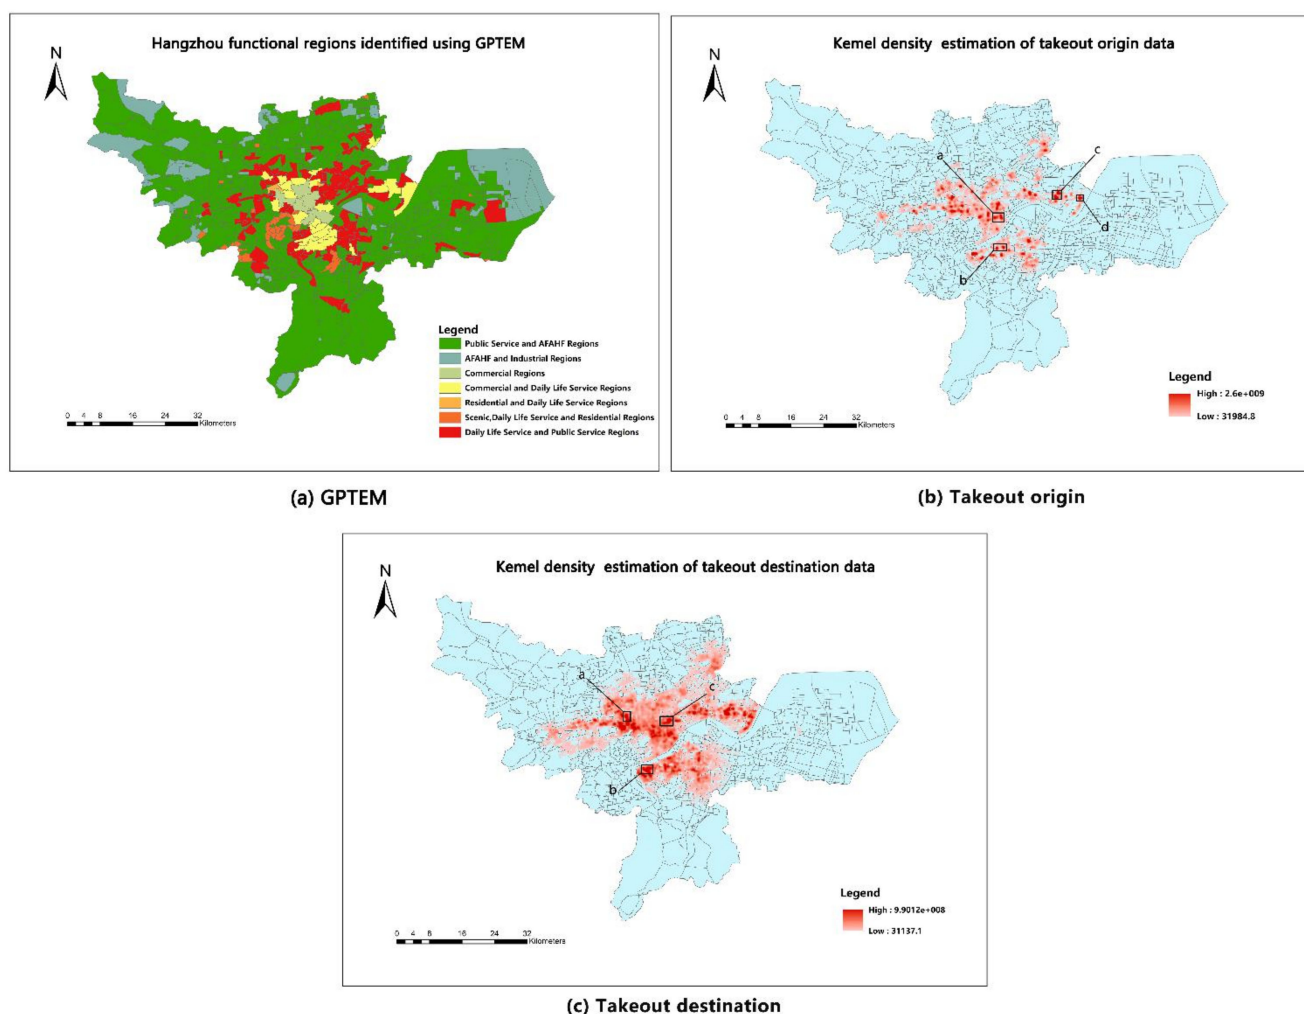 Hangzhou functional regions identified using GPTEM
N
Legend
Public Service and AFAHF Regions
AFAHF and Industrial Regions
Commercial Regions
Commercial and Daily Life Service Regions
Residential and Daily Life Service Regions
Scenic,Daily Life Service and Residential Regions
Daily Life Service and Public Service Regions
0 4 8 16 24 32
Kilometers
(a) GPTEM
Kemel density estimation of takeout origin data
N
a
c
d
b
Legend
High : 2.6e+009
Low : 31984.8
0 4 8 16 24 32
Kilometers
(b) Takeout origin
Kemel density estimation of takeout destination data
N
a
c
b
Legend
High : 9.9012e+008
Low : 31137.1
0 4 8 16 24 32
Kilometers
(c) Takeout destination